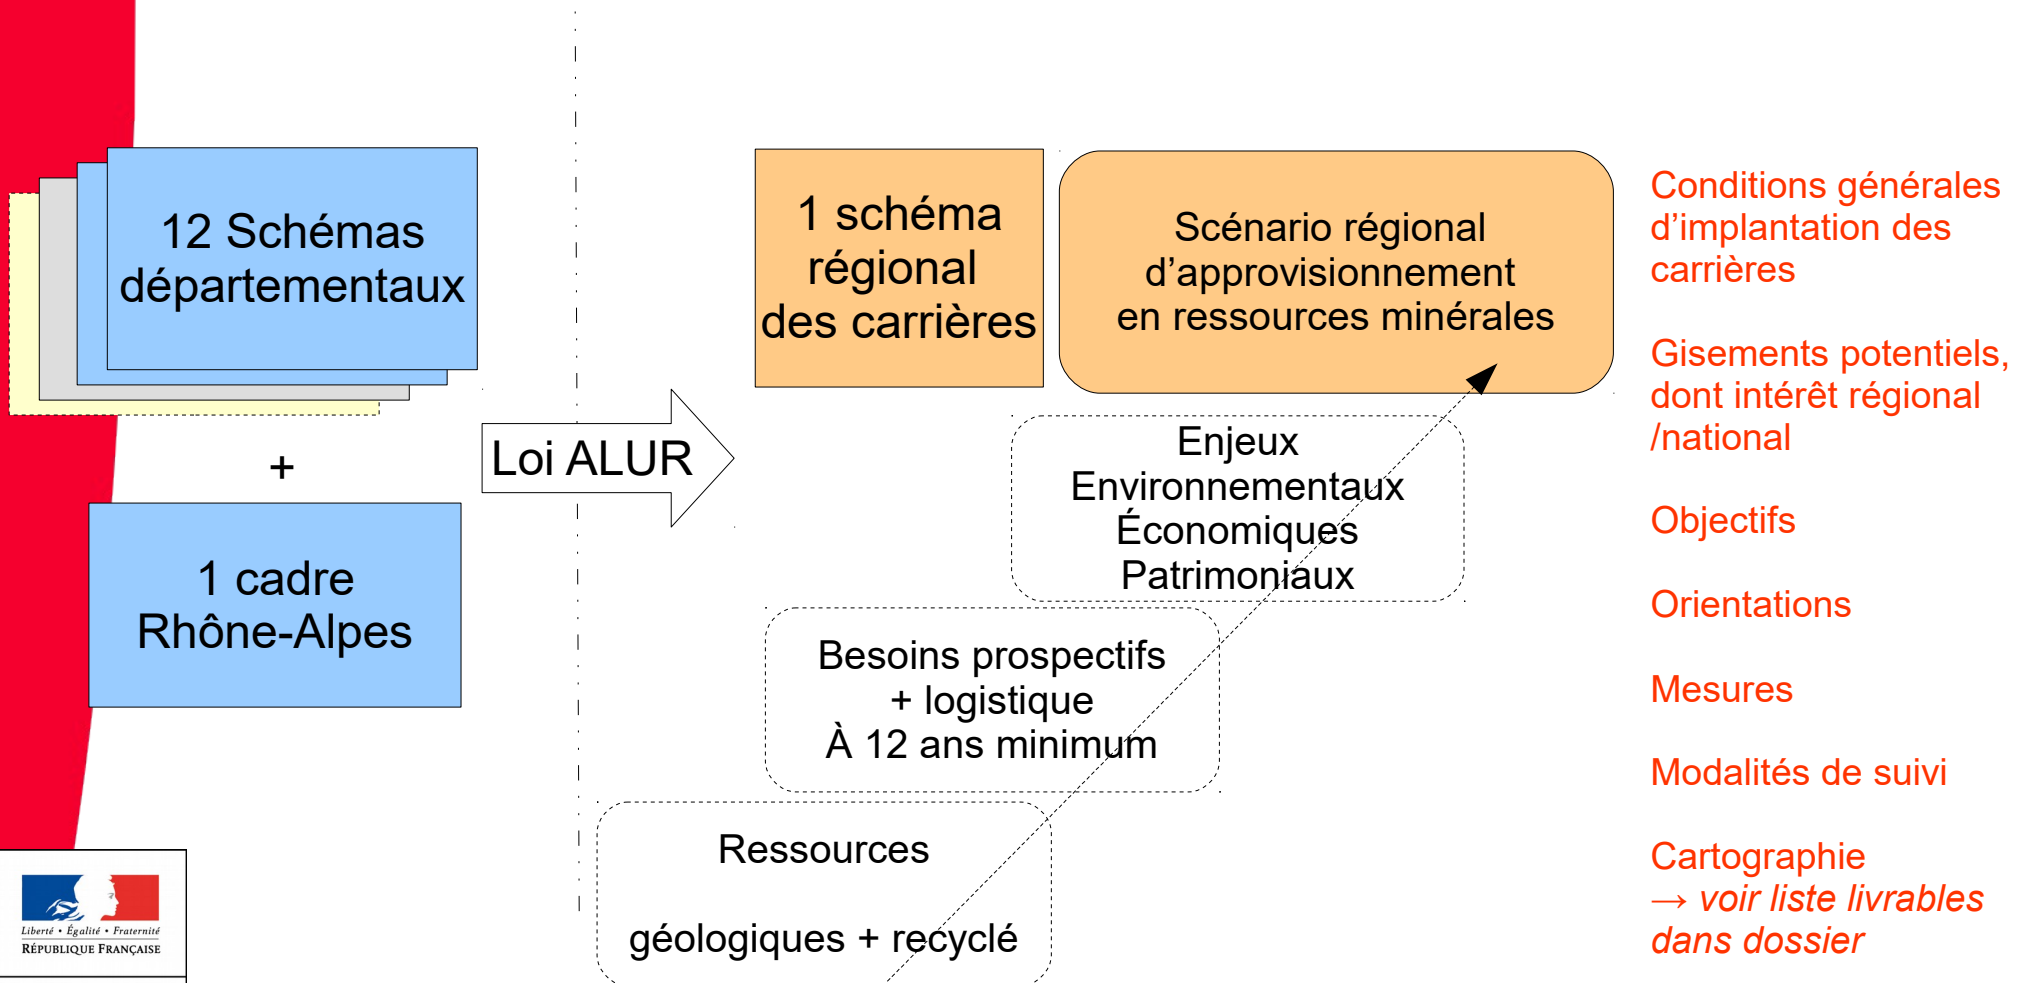 12 Schémas
départementaux
+
1 cadre
Rhône-Alpes
Loi ALUR
1 schéma
régional
des carrières
Scénario régional
d’approvisionnement
en ressources minérales
Enjeux
Environnementaux
Économiques
Patrimoniaux
Besoins prospectifs
+ logistique
À 12 ans minimum
Ressources
géologiques + recyclé
Conditions générales
d’implantation des
carrières
Gisements potentiels,
dont intérêt régional
/national
Objectifs
Orientations
Mesures
Modalités de suivi
Cartographie
→ voir liste livrables
dans dossier
Liberté • Égalité • Fraternité
RÉPUBLIQUE FRANÇAISE